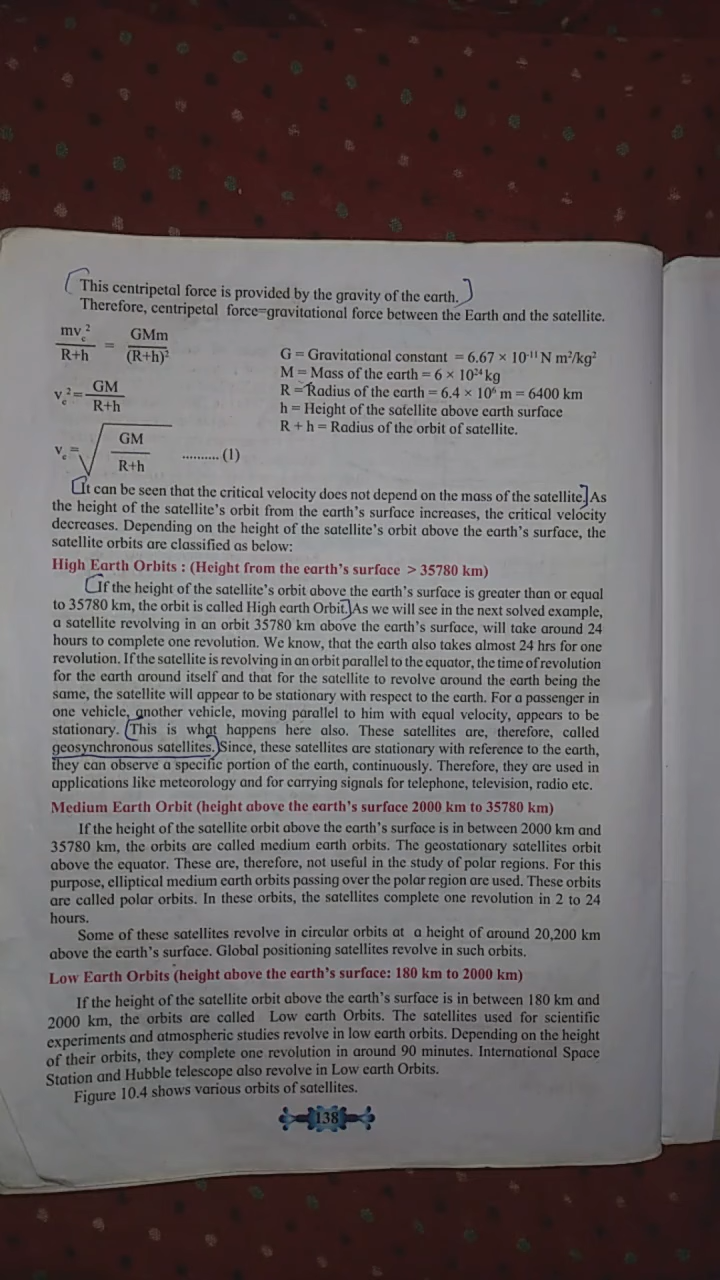 This centripetal force is provided by the gravity of the earth.
Therefore, centripetal force=gravitational force between the Earth and the satellite.
mv_c²/R+h = GMm/(R+h)²
v_c² = GM/R+h
v_c = √(GM/R+h) .......... (1)
G = Gravitational constant = 6.67 × 10⁻¹¹ N m²/kg²
M = Mass of the earth = 6 × 10²⁴ kg
R = Radius of the earth = 6.4 × 10⁶ m = 6400 km
h = Height of the satellite above earth surface
R + h = Radius of the orbit of satellite.
It can be seen that the critical velocity does not depend on the mass of the satellite. As
the height of the satellite's orbit from the earth's surface increases, the critical velocity
decreases. Depending on the height of the satellite's orbit above the earth's surface, the
satellite orbits are classified as below:
High Earth Orbits : (Height from the earth's surface > 35780 km)
If the height of the satellite's orbit above the earth's surface is greater than or equal
to 35780 km, the orbit is called High earth Orbit. As we will see in the next solved example,
a satellite revolving in an orbit 35780 km above the earth's surface, will take around 24
hours to complete one revolution. We know, that the earth also takes almost 24 hrs for one
revolution. If the satellite is revolving in an orbit parallel to the equator, the time of revolution
for the earth around itself and that for the satellite to revolve around the earth being the
same, the satellite will appear to be stationary with respect to the earth. For a passenger in
one vehicle, another vehicle, moving parallel to him with equal velocity, appears to be
stationary. This is what happens here also. These satellites are, therefore, called
geosynchronous satellites. Since, these satellites are stationary with reference to the earth,
they can observe a specific portion of the earth, continuously. Therefore, they are used in
applications like meteorology and for carrying signals for telephone, television, radio etc.
Medium Earth Orbit (height above the earth's surface 2000 km to 35780 km)
If the height of the satellite orbit above the earth's surface is in between 2000 km and
35780 km, the orbits are called medium earth orbits. The geostationary satellites orbit
above the equator. These are, therefore, not useful in the study of polar regions. For this
purpose, elliptical medium earth orbits passing over the polar region are used. These orbits
are called polar orbits. In these orbits, the satellites complete one revolution in 2 to 24
hours.
Some of these satellites revolve in circular orbits at a height of around 20,200 km
above the earth's surface. Global positioning satellites revolve in such orbits.
Low Earth Orbits (height above the earth's surface: 180 km to 2000 km)
If the height of the satellite orbit above the earth's surface is in between 180 km and
2000 km, the orbits are called Low earth Orbits. The satellites used for scientific
experiments and atmospheric studies revolve in low earth orbits. Depending on the height
of their orbits, they complete one revolution in around 90 minutes. International Space
Station and Hubble telescope also revolve in Low earth Orbits.
Figure 10.4 shows various orbits of satellites.
138